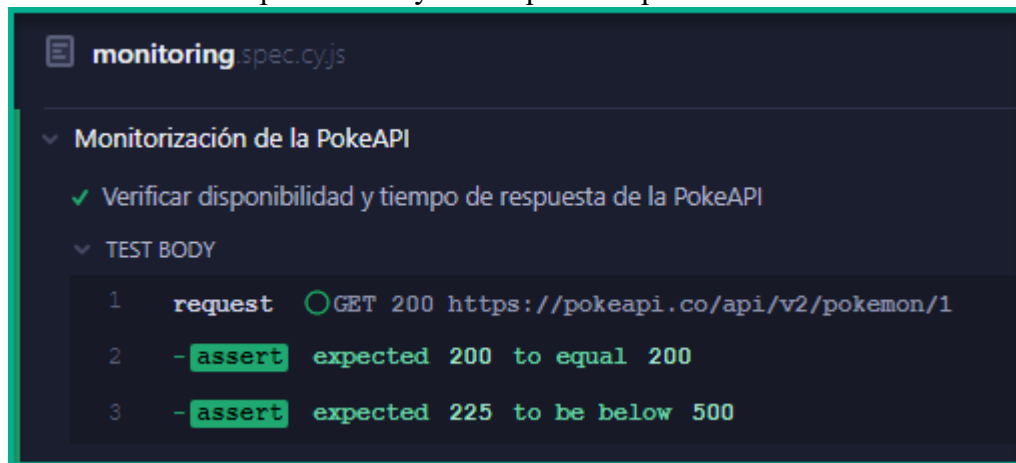 monitoring.spec.cy.js
Monitorización de la PokeAPI
Verificar disponibilidad y tiempo de respuesta de la PokeAPI
TEST BODY
1 request GET 200 https://pokeapi.co/api/v2/pokemon/1
2 -assert expected 200 to equal 200
3 -assert expected 225 to be below 500